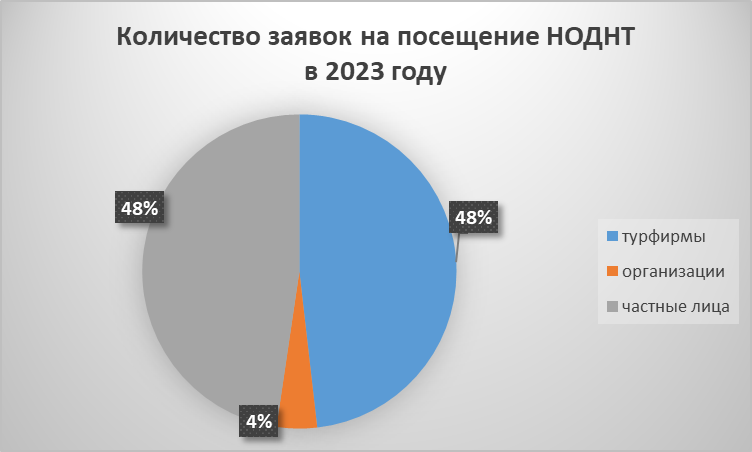 Количество заявок на посещение НОДНТ
в 2023 году
48%
48%
4%
турфирмы
организации
частные лица